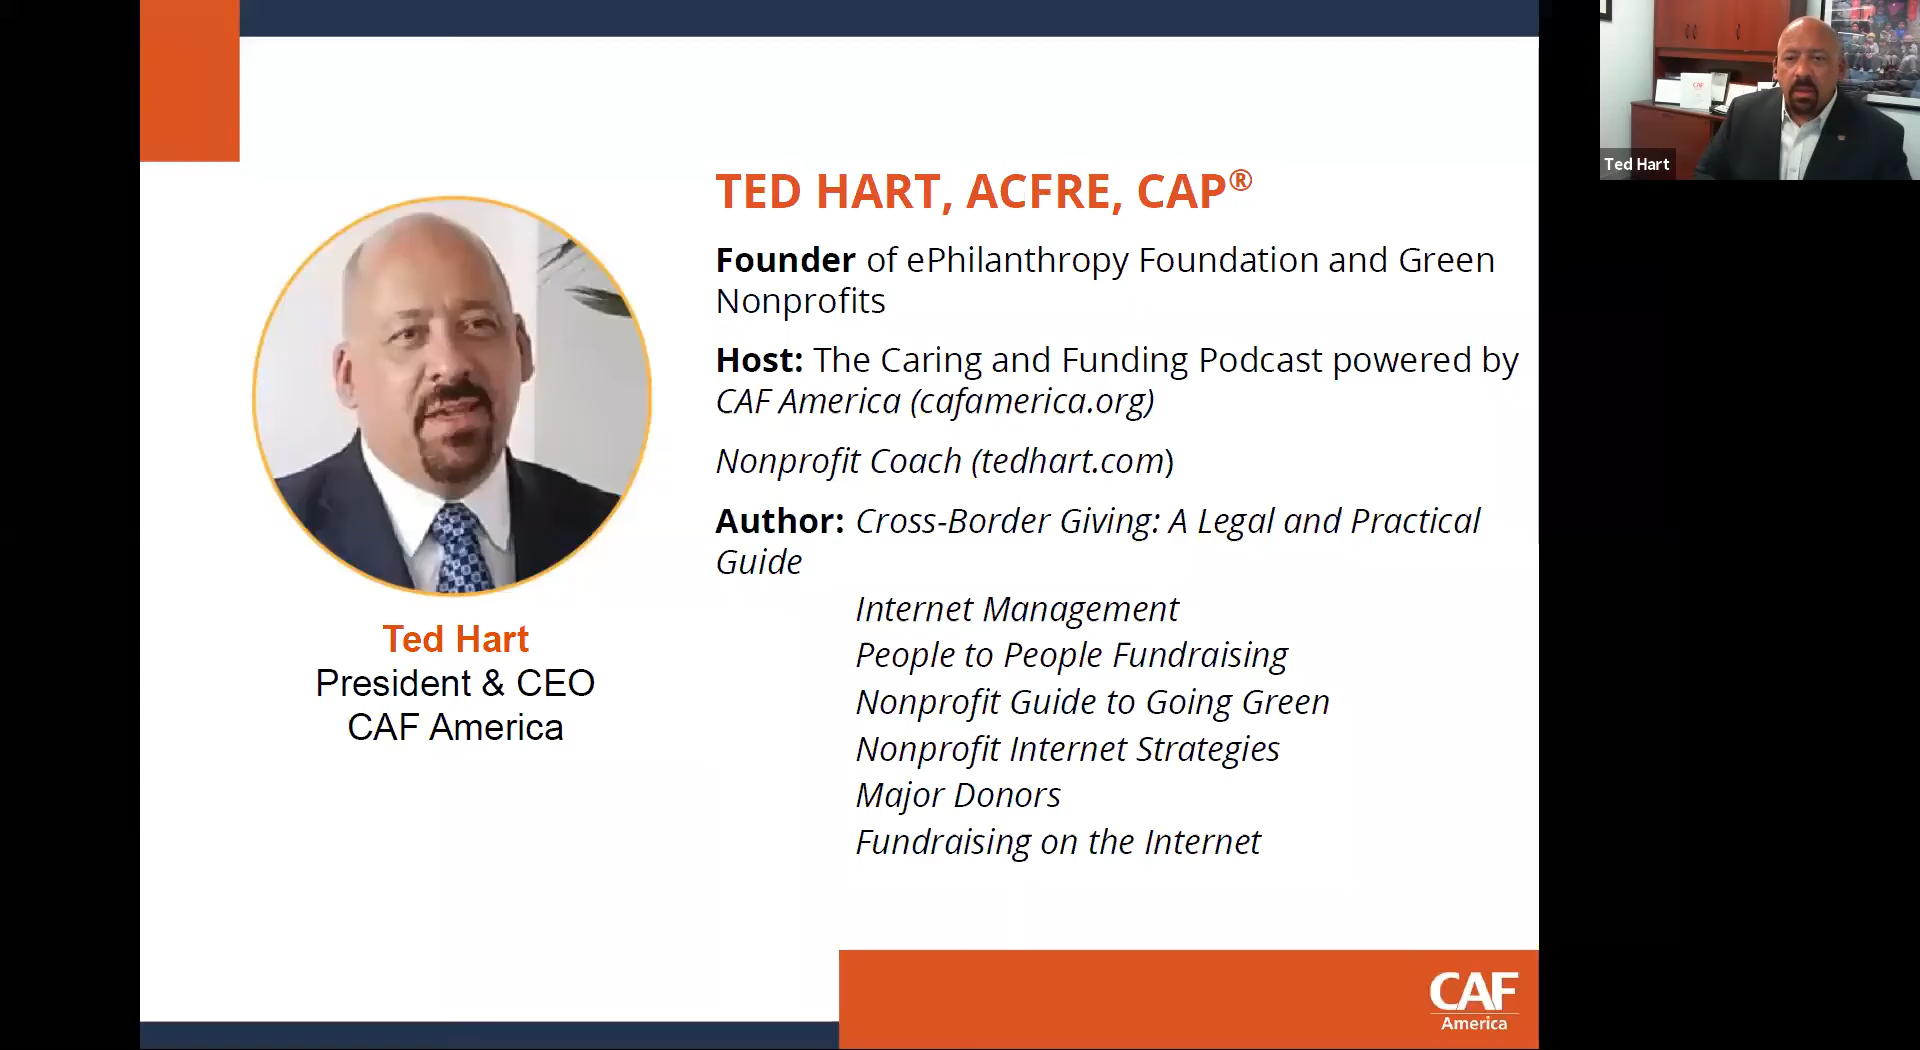 TED HART, ACFRE, CAP®
Founder of ePhilanthropy Foundation and Green
Nonprofits
Host: The Caring and Funding Podcast powered by
CAF America (cafamerica.org)
Nonprofit Coach (tedhart.com)
Author: Cross-Border Giving: A Legal and Practical
Guide
Internet Management
People to People Fundraising
Nonprofit Guide to Going Green
Nonprofit Internet Strategies
Major Donors
Fundraising on the Internet
Ted Hart
President & CEO
CAF America
CAF
America
CAF
Ted Hart